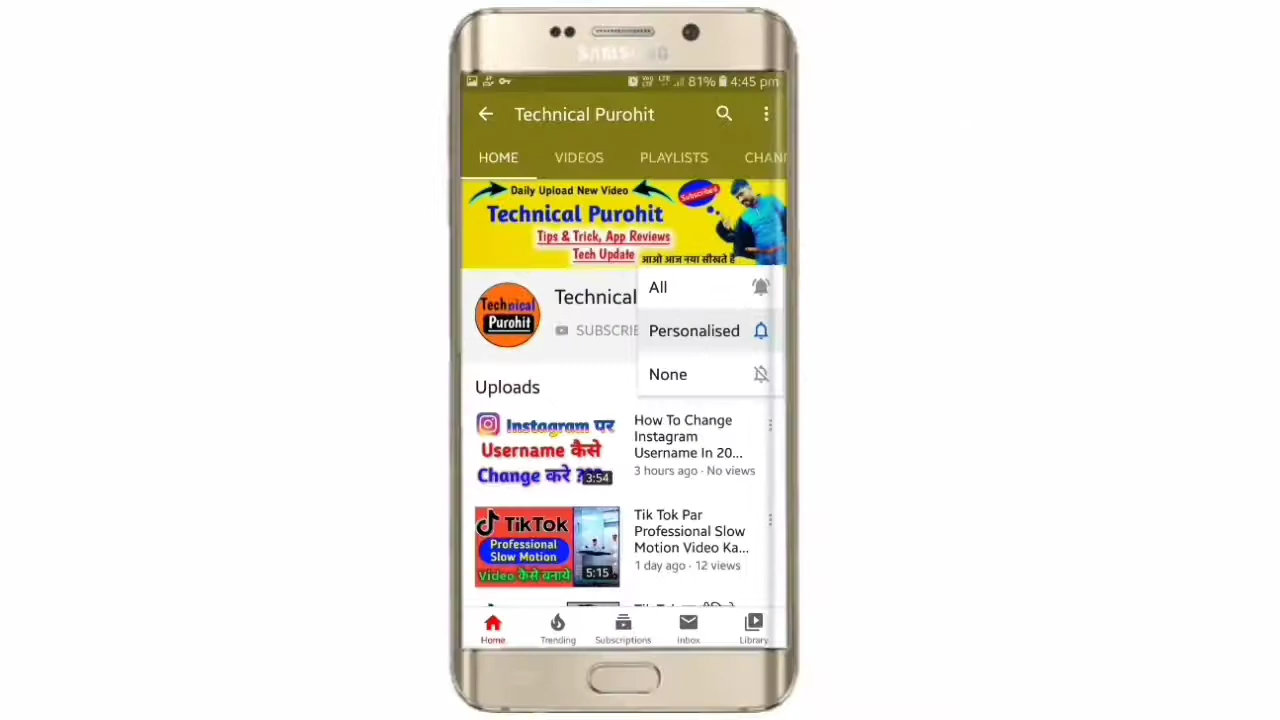 SAMSUNG
81% 4:45 pm
Technical Purohit
HOME VIDEOS PLAYLISTS CHAN
Daily Upload New Video
Subscribed
Technical Purohit
Tips & Trick, App Reviews
Tech Update
आओ आज नया सीखते है
Technical
Purohit
Technical
SUBSCRIBE
All
Personalised
None
Uploads
Instagram पर
Username कैसे
Change करे ???
3:54
How To Change
Instagram
Username In 20...
3 hours ago · No views
TikTok
Professional
Slow Motion
Video कैसे बनाये
5:15
Tik Tok Par
Professional Slow
Motion Video Ka...
1 day ago · 12 views
Home Trending Subscriptions Inbox Library